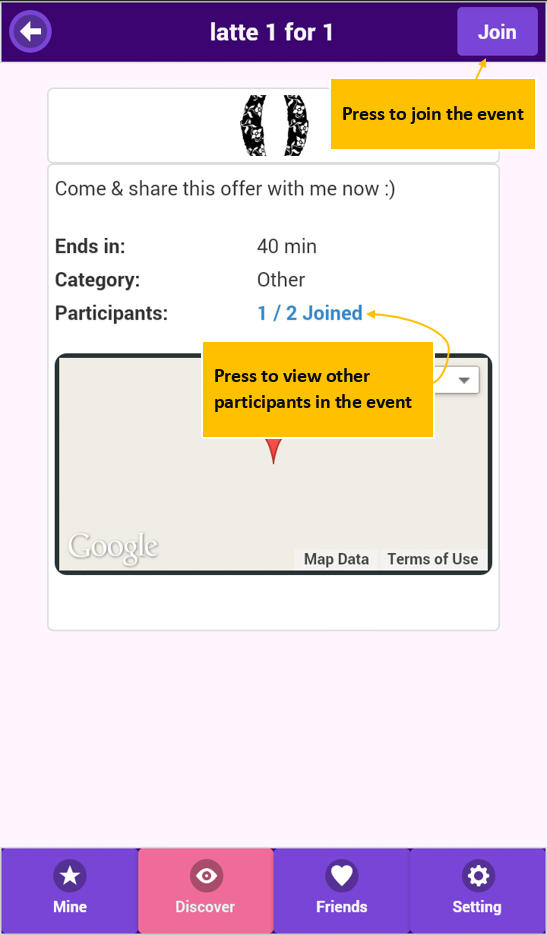 latte 1 for 1
Join
Press to join the event
Come & share this offer with me now :)
Ends in:
40 min
Category:
Other
Participants:
1 / 2 Joined
Press to view other
participants in the event
Google
Map Data
Terms of Use
Mine
Discover
Friends
Setting